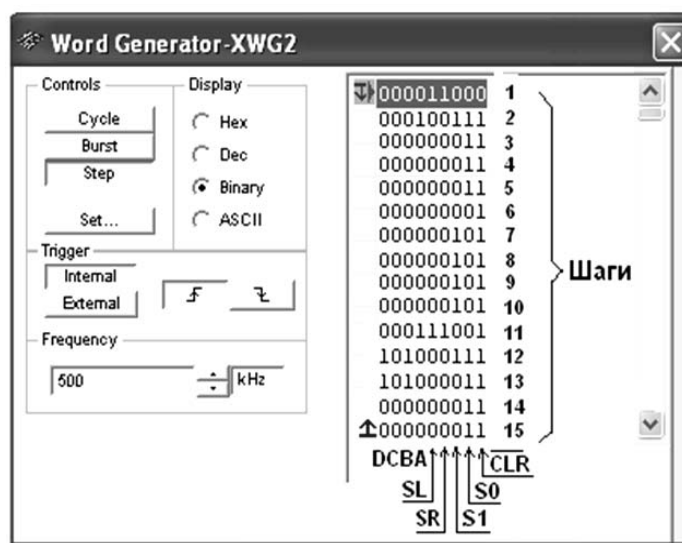 Word Generator-XWG2
Controls
Cycle
Burst
Step
Set...
Display
Hex
Dec
Binary
ASCII
Trigger
Internal
External
Frequency
500 kHz
000011000 1
000100111 2
000000011 3
000000011 4
000000011 5
000000001 6
000000101 7
000000101 8
000000101 9
000000101 10
000111001 11
101000111 12
101000011 13
000000011 14
000000011 15
Шаги
DCBA CLR
SL S0
SR S1